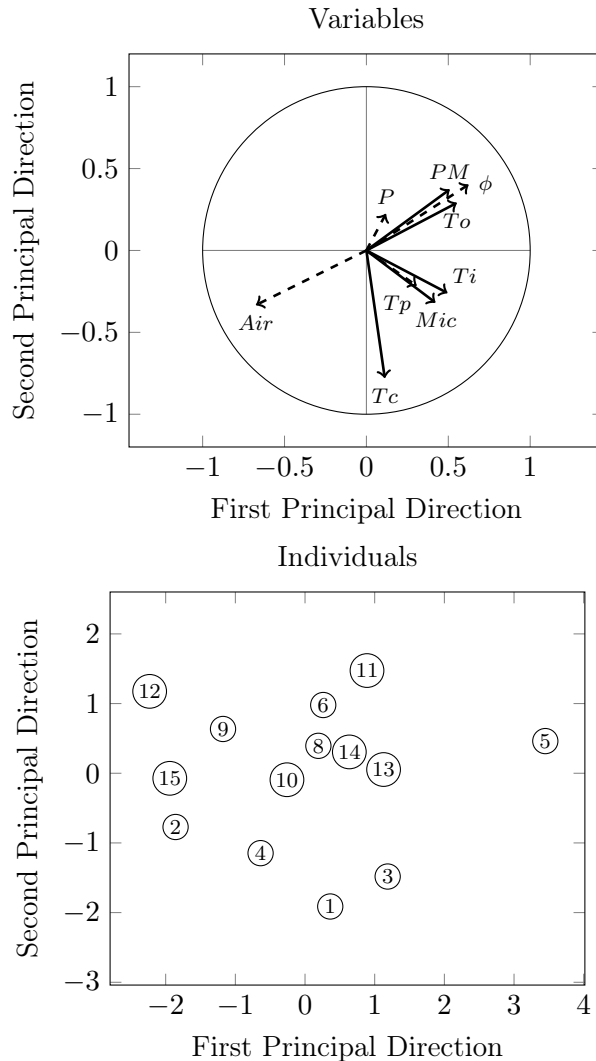 Variables
1
PM
P
ϕ
0.5
To
0
Ti
Tp
Mic
Air
−0.5
Tc
−1
Second Principal Direction
−1 −0.5 0 0.5 1
First Principal Direction
Individuals
2
11
12
1
6
9
8
14
5
13
0
15
10
2
−1
4
3
−2
1
−3
Second Principal Direction
−2 −1 0 1 2 3 4
First Principal Direction